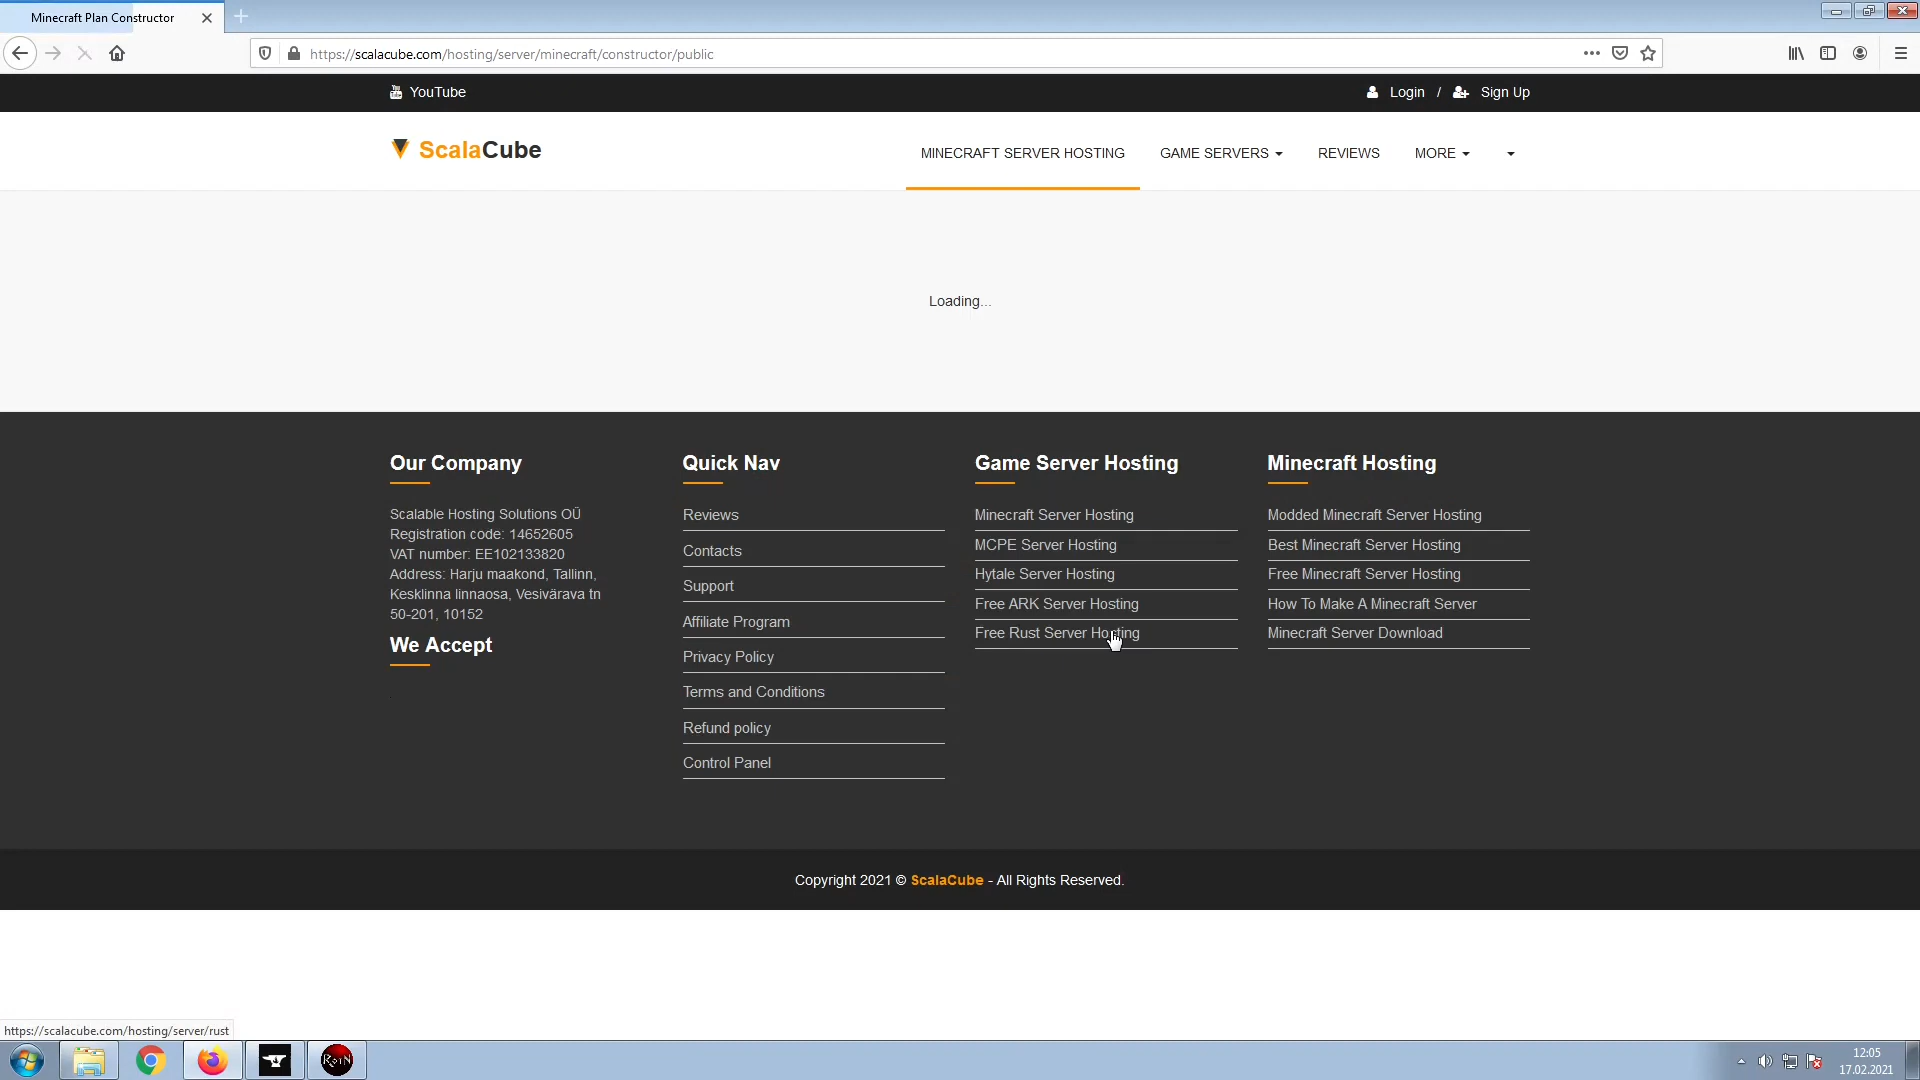 Minecraft Plan Constructor
https://scalacube.com/hosting/server/minecraft/constructor/public
YouTube
Login / Sign Up
ScalaCube
MINECRAFT SERVER HOSTING
GAME SERVERS
REVIEWS
MORE
Loading...
Our Company
Scalable Hosting Solutions OÜ
Registration code: 14652605
VAT number: EE102133820
Address: Harju maakond, Tallinn,
Kesklinna linnaosa, Vesivärava tn
50-201, 10152
We Accept
Quick Nav
Reviews
Contacts
Support
Affiliate Program
Privacy Policy
Terms and Conditions
Refund policy
Control Panel
Game Server Hosting
Minecraft Server Hosting
MCPE Server Hosting
Hytale Server Hosting
Free ARK Server Hosting
Free Rust Server Hosting
Minecraft Hosting
Modded Minecraft Server Hosting
Best Minecraft Server Hosting
Free Minecraft Server Hosting
How To Make A Minecraft Server
Minecraft Server Download
Copyright 2021 © ScalaCube - All Rights Reserved.
https://scalacube.com/hosting/server/rust
12:05
17.02.2021